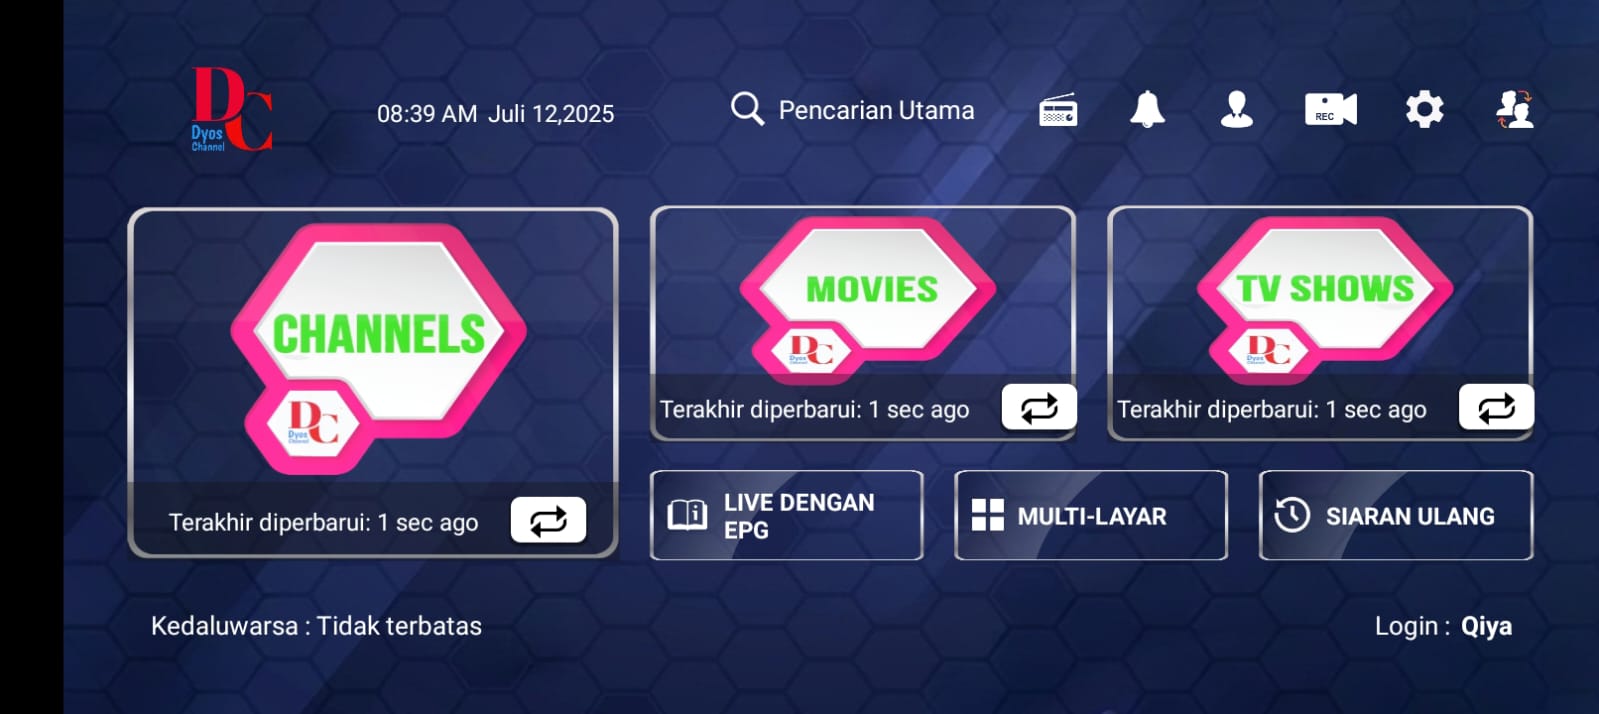 DC
Dyos
Channel
08:39 AM Juli 12,2025
Pencarian Utama
REC
CHANNELS
DC
Dyos
Channel
Terakhir diperbarui: 1 sec ago
MOVIES
DC
Dyos
Channel
Terakhir diperbarui: 1 sec ago
TV SHOWS
DC
Dyos
Channel
Terakhir diperbarui: 1 sec ago
LIVE DENGAN
EPG
MULTI-LAYAR
SIARAN ULANG
Kedaluwarsa : Tidak terbatas
Login : Qiya